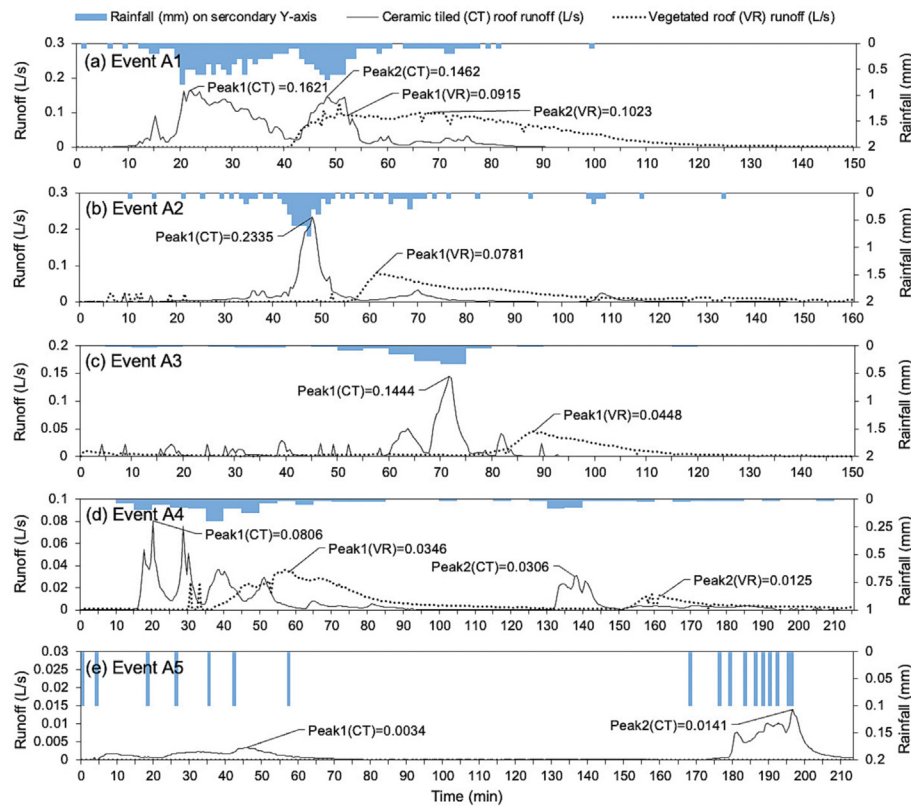 Rainfall (mm) on sercondary Y-axis Ceramic tiled (CT) roof runoff (L/s) Vegetated roof (VR) runoff (L/s)
(a) Event A1
Runoff (L/s)
0.3
0.2
0.1
0
Peak1(CT) =0.1621
Peak2(CT)=0.1462
Peak1(VR)=0.0915
Peak2(VR)=0.1023
0
0.5
1
1.5
2
Rainfall (mm)
0 10 20 30 40 50 60 70 80 90 100 110 120 130 140 150
(b) Event A2
Runoff (L/s)
0.3
0.2
0.1
0
Peak1(CT)=0.2335
Peak1(VR)=0.0781
0
0.5
1
1.5
2
Rainfall (mm)
0 10 20 30 40 50 60 70 80 90 100 110 120 130 140 150 160
(c) Event A3
Runoff (L/s)
0.2
0.15
0.1
0.05
0
Peak1(CT)=0.1444
Peak1(VR)=0.0448
0
0.5
1
1.5
2
Rainfall (mm)
0 10 20 30 40 50 60 70 80 90 100 110 120 130 140 150
(d) Event A4
Runoff (L/s)
0.1
0.08
0.06
0.04
0.02
0
Peak1(CT)=0.0806
Peak1(VR)=0.0346
Peak2(CT)=0.0306
Peak2(VR)=0.0125
0
0.25
0.5
0.75
1
Rainfall (mm)
0 10 20 30 40 50 60 70 80 90 100 110 120 130 140 150 160 170 180 190 200 210
(e) Event A5
Runoff (L/s)
0.03
0.025
0.02
0.015
0.01
0.005
0
Peak1(CT)=0.0034
Peak2(CT)=0.0141
0
0.05
0.1
0.15
0.2
Rainfall (mm)
0 10 20 30 40 50 60 70 80 90 100 110 120 130 140 150 160 170 180 190 200 210
Time (min)